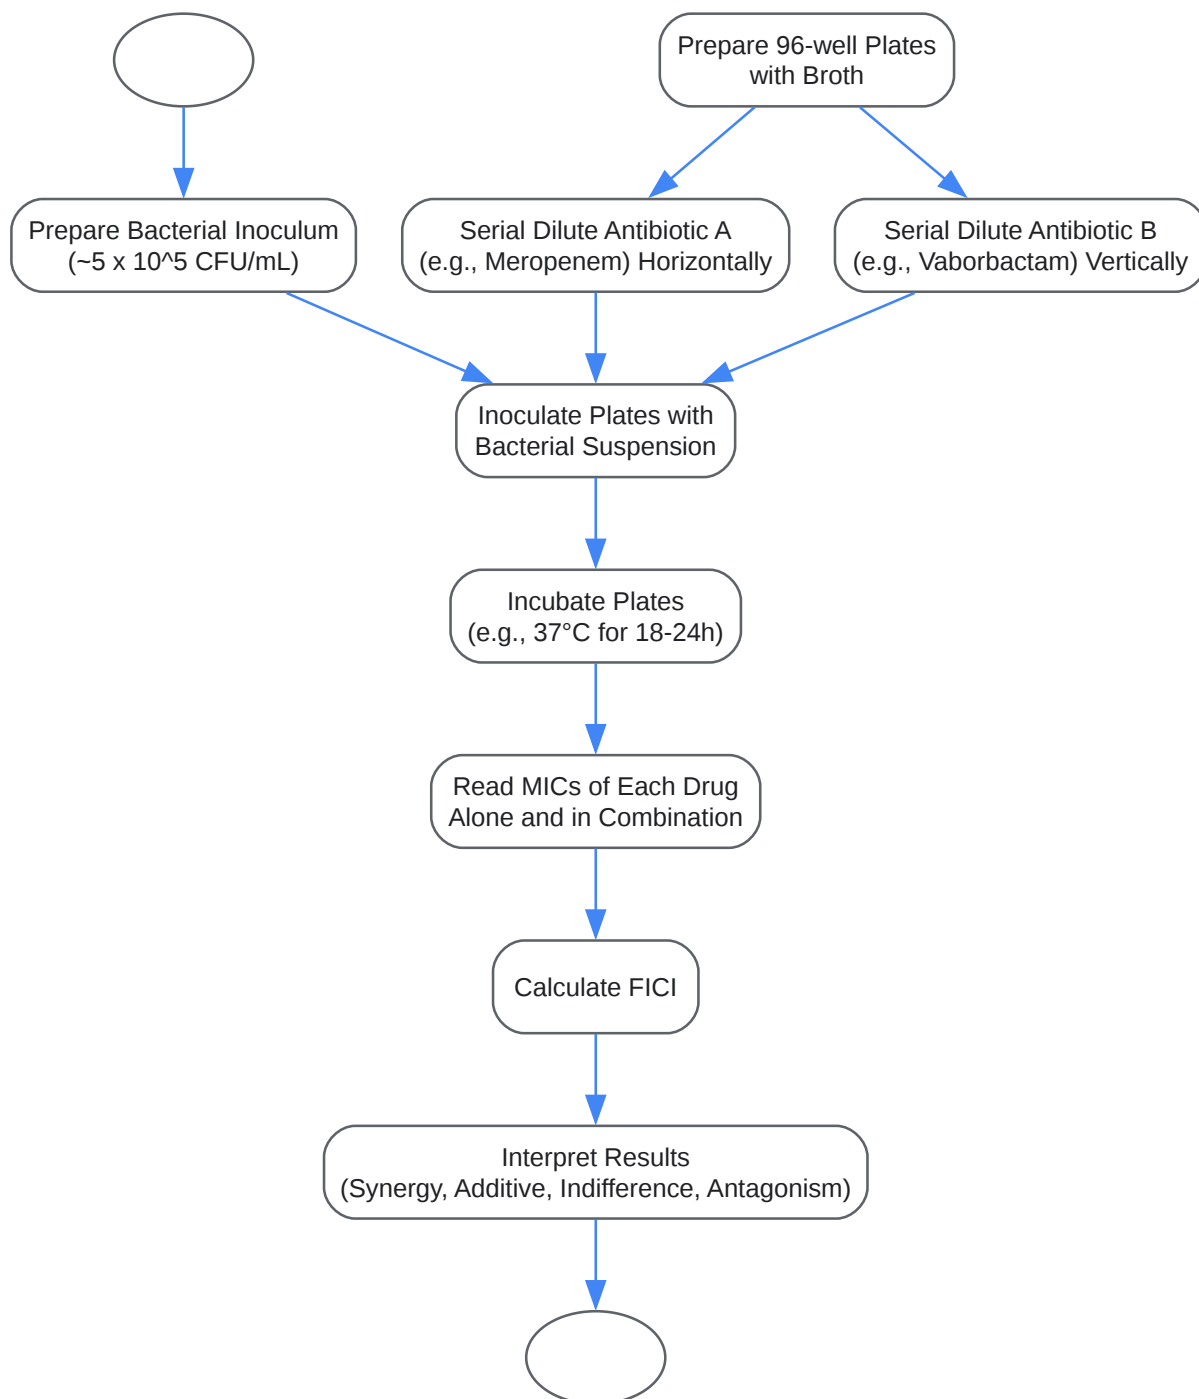 Prepare 96-well Plates
with Broth
Prepare Bacterial Inoculum
(~5 x 10^5 CFU/mL)
Serial Dilute Antibiotic A
(e.g., Meropenem) Horizontally
Serial Dilute Antibiotic B
(e.g., Vaborbactam) Vertically
Inoculate Plates with
Bacterial Suspension
Incubate Plates
(e.g., 37°C for 18-24h)
Read MICs of Each Drug
Alone and in Combination
Calculate FICI
Interpret Results
(Synergy, Additive, Indifference, Antagonism)